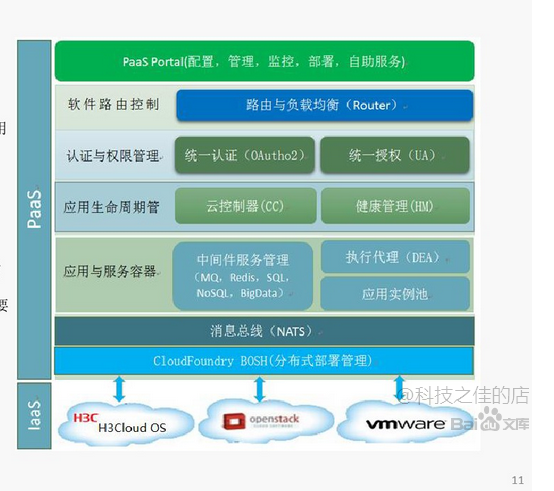 PaaS Portal(配置，管理，监控，部署，自助服务)
软件路由控制
路由与负载均衡（Router）
用
认证与权限管理
统一认证（OAutho2）
统一授权（UA）
PaaS
应用生命周期管
云控制器(CC)
健康管理(HM)
应用与服务容器
中间件服务管理
（MQ，Redis，SQL，
NoSQL，BigData）
执行代理（DEA）
应用实例池
要
消息总线（NATS）
CloudFoundry BOSH(分布式部署管理)
IaaS
H3C
H3Cloud OS
openstack
CLOUD SOFTWARE
vmware
@科技之佳的店
Bai 文库
11